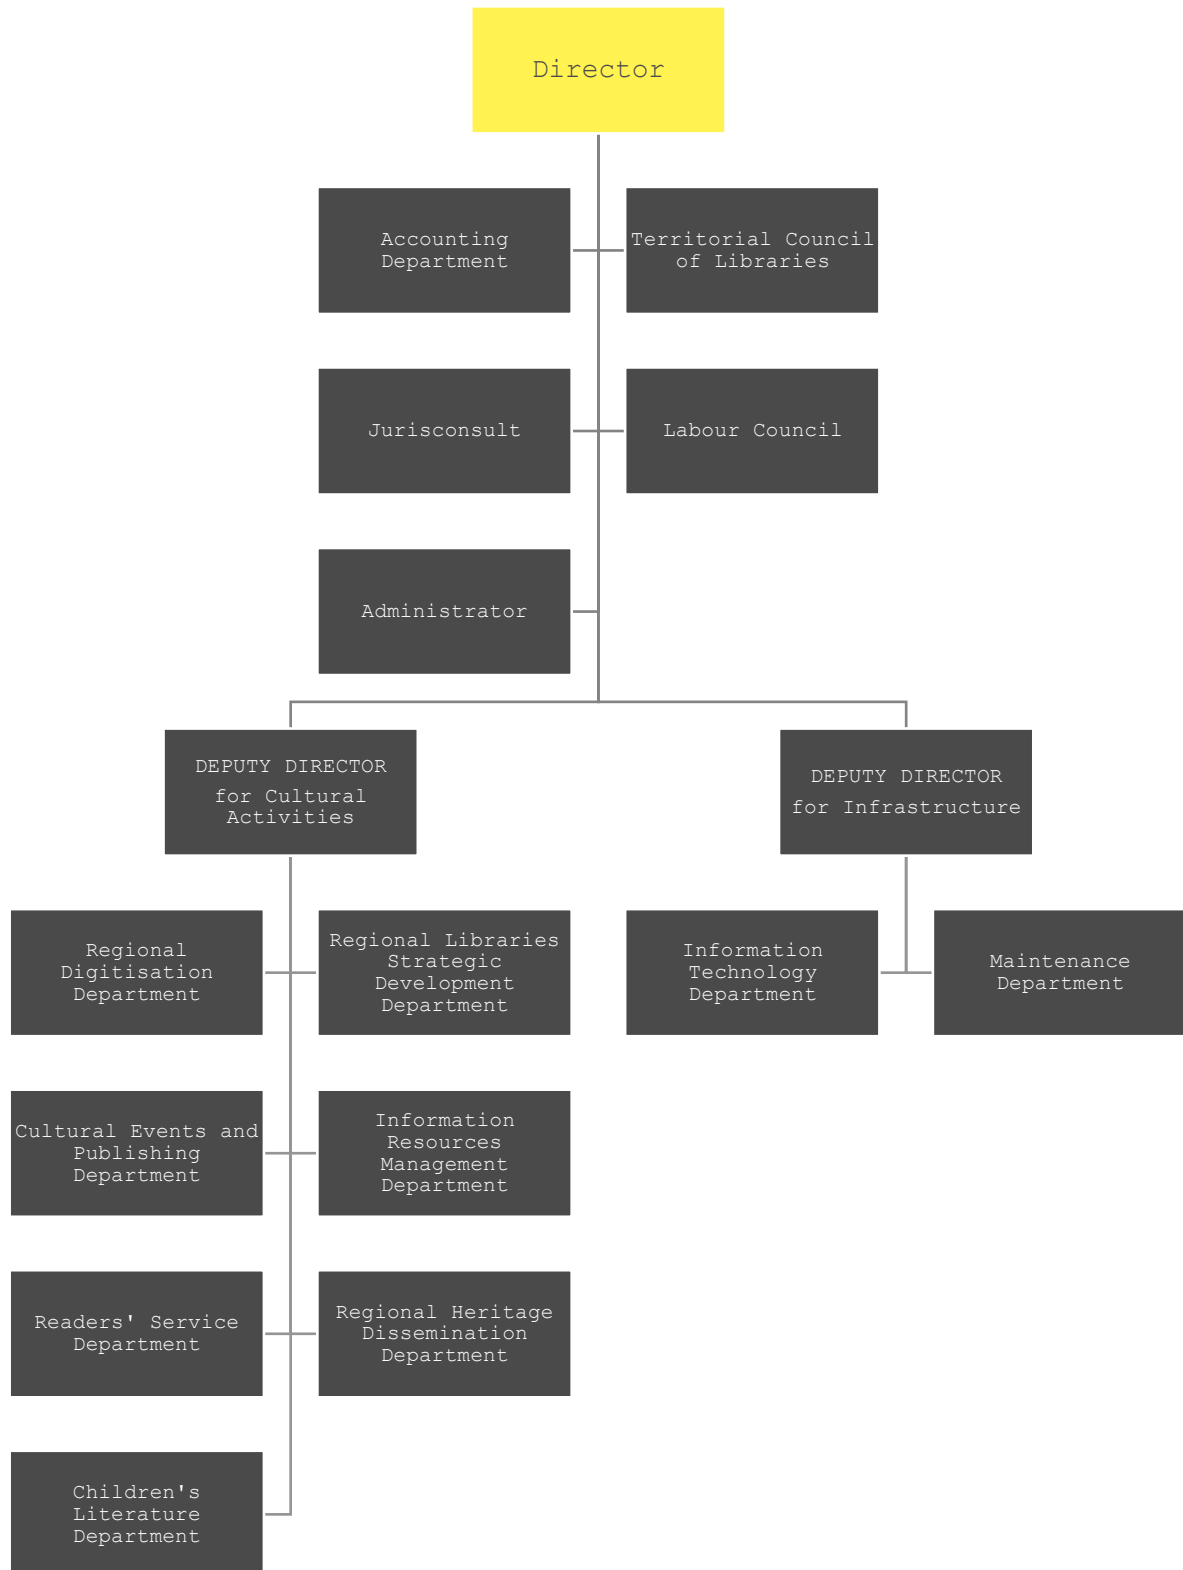 Director
Accounting
Department
Territorial Council
of Libraries
Jurisconsult
Labour Council
Administrator
DEPUTY DIRECTOR
for Cultural
Activities
DEPUTY DIRECTOR
for Infrastructure
Regional
Digitisation
Department
Regional Libraries
Strategic
Development
Department
Information
Technology
Department
Maintenance
Department
Cultural Events and
Publishing
Department
Information
Resources
Management
Department
Readers' Service
Department
Regional Heritage
Dissemination
Department
Children's
Literature
Department